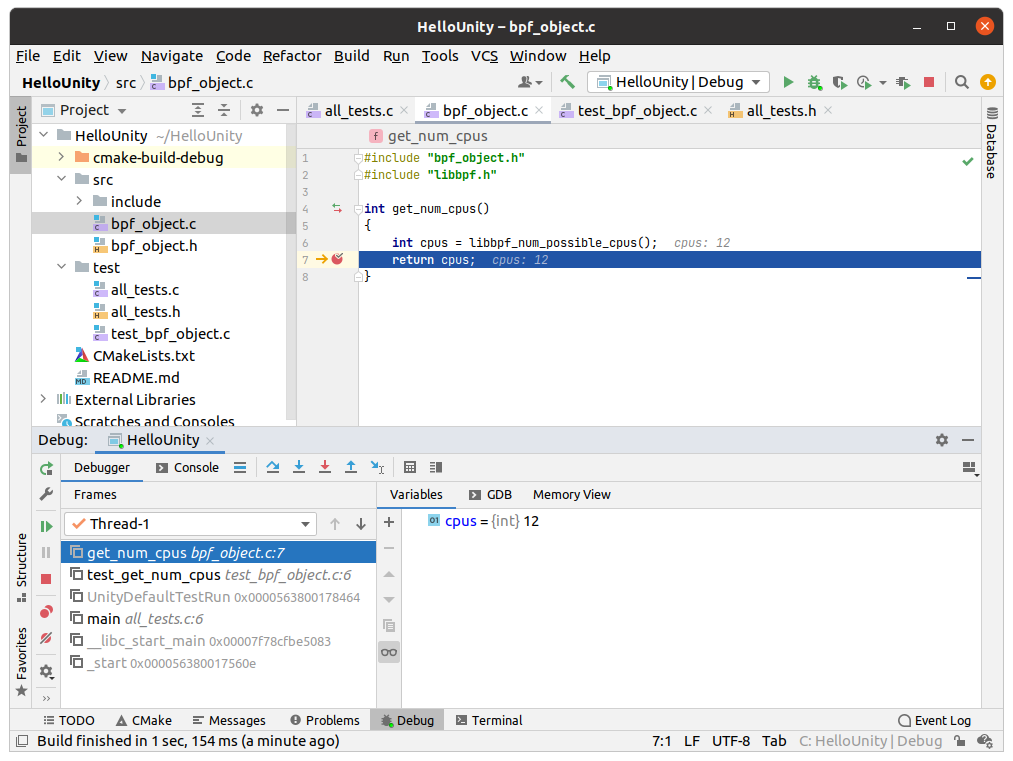 HelloUnity – bpf_object.c
File Edit View Navigate Code Refactor Build Run Tools VCS Window Help
HelloUnity src bpf_object.c HelloUnity | Debug
Project
Project
all_tests.c bpf_object.c test_bpf_object.c all_tests.h
Database
HelloUnity ~/HelloUnity
cmake-build-debug
src
include
bpf_object.c
bpf_object.h
test
all_tests.c
all_tests.h
test_bpf_object.c
CMakeLists.txt
README.md
External Libraries
Scratches and Consoles
f get_num_cpus
1 #include "bpf_object.h"
2 #include "libbpf.h"
3
4 int get_num_cpus()
5 {
6 int cpus = libbpf_num_possible_cpus(); cpus: 12
7 return cpus; cpus: 12
8 }
Debug: HelloUnity
Debugger Console
Frames
Variables GDB Memory View
Thread-1
get_num_cpus bpf_object.c:7
test_get_num_cpus test_bpf_object.c:6
UnityDefaultTestRun 0x0000563800178464
main all_tests.c:6
__libc_start_main 0x00007f78cfbe5083
_start 0x000056380017560e
01 cpus = {int} 12
Structure
Favorites
TODO CMake Messages Problems Debug Terminal Event Log
Build finished in 1 sec, 154 ms (a minute ago) 7:1 LF UTF-8 Tab C: HelloUnity | Debug